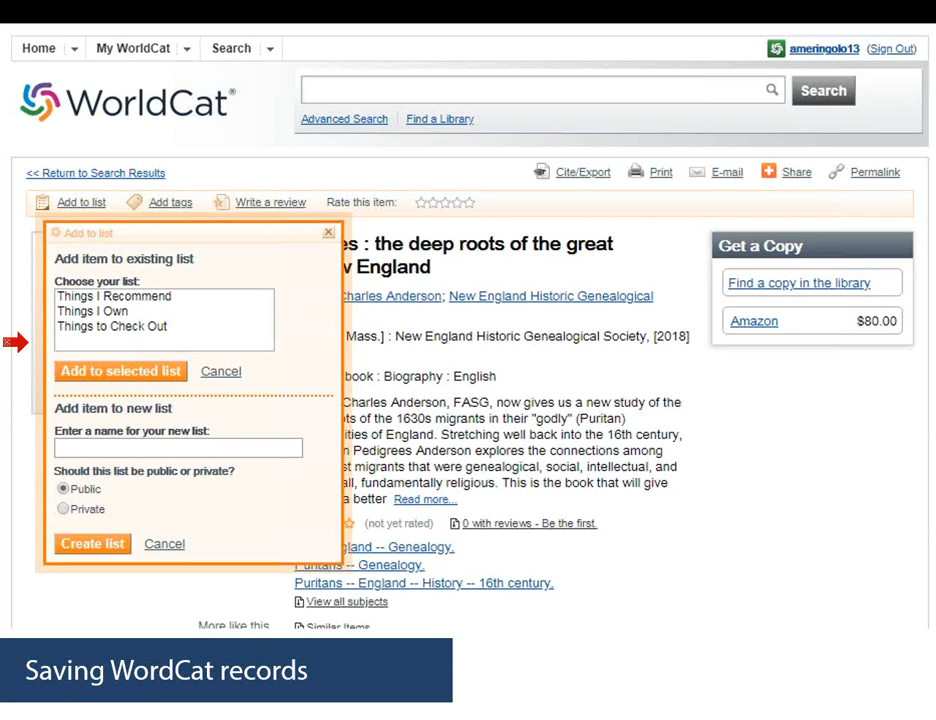 Home My WorldCat Search ameringolo13 (Sign Out)
WorldCat®
Search
Advanced Search Find a Library
<< Return to Search Results Cite/Export Print E-mail Share Permalink
Add to list Add tags Write a review Rate this item:
Add to list
Add item to existing list
Choose your list:
Things I Recommend
Things I Own
Things to Check Out
Add to selected list Cancel
Add item to new list
Enter a name for your new list:
Should this list be public or private?
Public
Private
Create list Cancel
es : the deep roots of the great
w England
Charles Anderson; New England Historic Genealogical
Mass.] : New England Historic Genealogical Society, [2018]
book : Biography : English
Charles Anderson, FASG, now gives us a new study of the
ts of the 1630s migrants in their "godly" (Puritan)
ities of England. Stretching well back into the 16th century,
n Pedigrees Anderson explores the connections among
st migrants that were genealogical, social, intellectual, and
all, fundamentally religious. This is the book that will give
a better Read more...
(not yet rated) 0 with reviews - Be the first.
gland -- Genealogy.
Puritans -- Genealogy.
Puritans -- England -- History -- 16th century.
View all subjects
More like this Similar Items
Get a Copy
Find a copy in the library
Amazon $80.00
Saving WordCat records